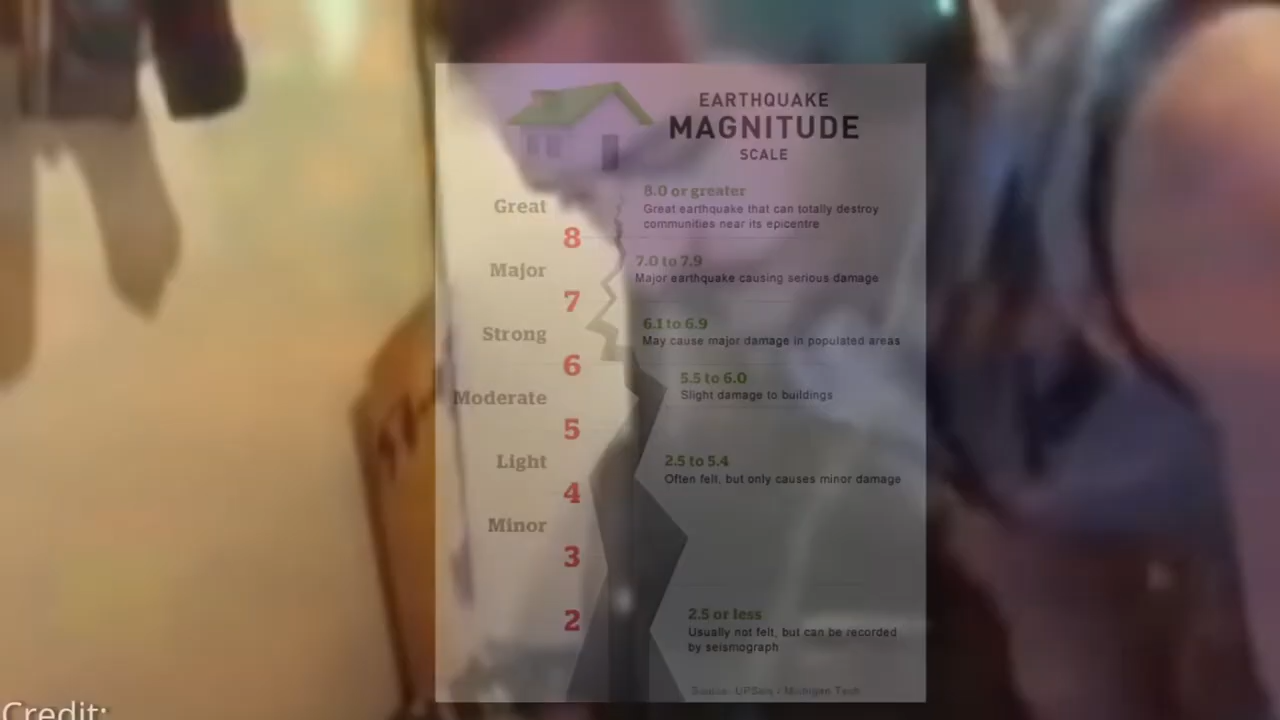 EARTHQUAKE
MAGNITUDE
SCALE
8.0 or greater
Great
Great earthquake that can totally destroy
communities near its epicentre
8
7.0 to 7.9
Major
Major earthquake causing serious damage
7
6.1 to 6.9
Strong
May cause major damage in populated areas
6
5.5 to 6.0
Moderate
Slight damage to buildings
5
2.5 to 5.4
Light
Often felt, but only causes minor damage
4
Minor
3
2.5 or less
2
Usually not felt, but can be recorded
by seismograph
Source: UPSeis / Michigan Tech
Credit: